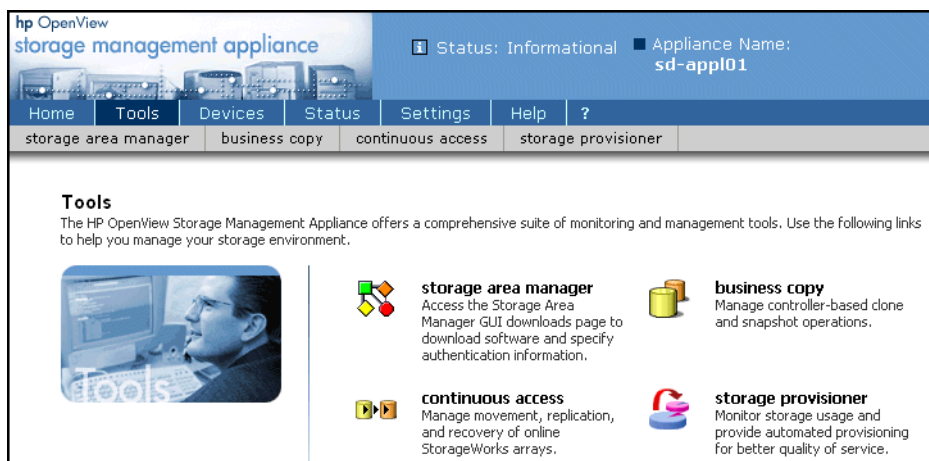 hp OpenView
storage management appliance
i Status: Informational
Appliance Name:
sd-appl01
Home Tools Devices Status Settings Help ?
storage area manager business copy continuous access storage provisioner
Tools
The HP OpenView Storage Management Appliance offers a comprehensive suite of monitoring and management tools. Use the following links
to help you manage your storage environment.
Tools
storage area manager
Access the Storage Area
Manager GUI downloads page to
download software and specify
authentication information.
business copy
Manage controller-based clone
and snapshot operations.
continuous access
Manage movement, replication,
and recovery of online
StorageWorks arrays.
storage provisioner
Monitor storage usage and
provide automated provisioning
for better quality of service.